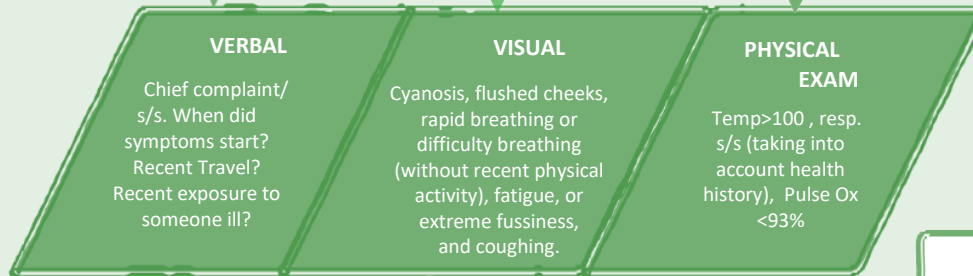 VERBAL
Chief complaint/
s/s. When did
symptoms start?
Recent Travel?
Recent exposure to
someone ill?
VISUAL
Cyanosis, flushed cheeks,
rapid breathing or
difficulty breathing
(without recent physical
activity), fatigue, or
extreme fussiness,
and coughing.
PHYSICAL
EXAM
Temp>100 , resp.
s/s (taking into
account health
history), Pulse Ox
<93%